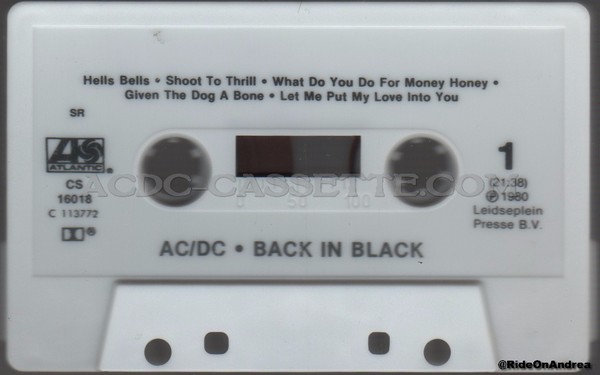 Hells Bells • Shoot To Thrill • What Do You Do For Money Honey •
Given The Dog A Bone • Let Me Put My Love Into You
SR
ATLANTIC
CS
16018
C 113772
ACDC-CASSETTE.COM
0 50 100
1
(21:38)
℗ 1980
Leidseplein
Presse B.V.
AC/DC • BACK IN BLACK
@RideOnAndrea